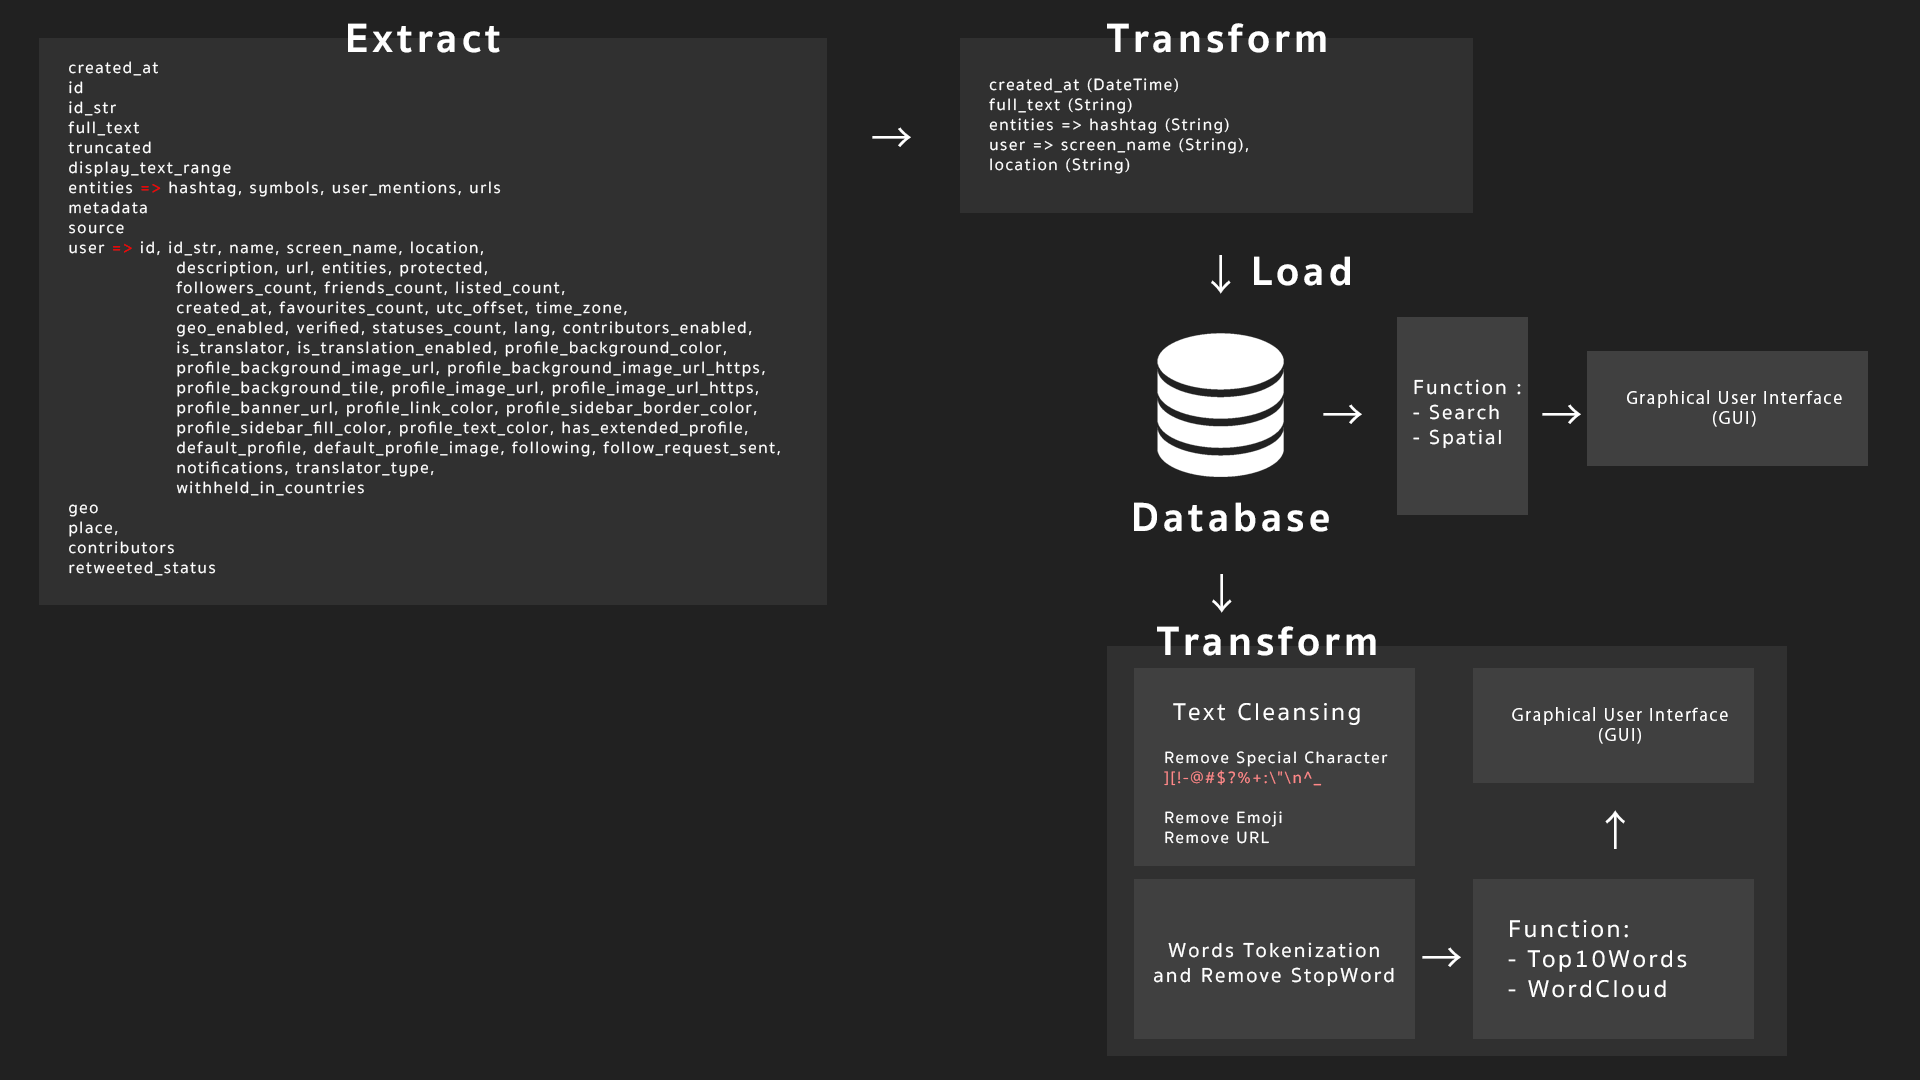 Extract
created_at
id
id_str
full_text
truncated
display_text_range
entities => hashtag, symbols, user_mentions, urls
metadata
source
user => id, id_str, name, screen_name, location,
description, url, entities, protected,
followers_count, friends_count, listed_count,
created_at, favourites_count, utc_offset, time_zone,
geo_enabled, verified, statuses_count, lang, contributors_enabled,
is_translator, is_translation_enabled, profile_background_color,
profile_background_image_url, profile_background_image_url_https,
profile_background_tile, profile_image_url, profile_image_url_https,
profile_banner_url, profile_link_color, profile_sidebar_border_color,
profile_sidebar_fill_color, profile_text_color, has_extended_profile,
default_profile, default_profile_image, following, follow_request_sent,
notifications, translator_type,
withheld_in_countries
geo
place,
contributors
retweeted_status
Transform
created_at (DateTime)
full_text (String)
entities => hashtag (String)
user => screen_name (String),
location (String)
Load
Database
Function :
- Search
- Spatial
Graphical User Interface
(GUI)
Transform
Text Cleansing
Remove Special Character
][!-@#$?%+:\"\n^_
Remove Emoji
Remove URL
Words Tokenization
and Remove StopWord
Function:
- Top10Words
- WordCloud
Graphical User Interface
(GUI)